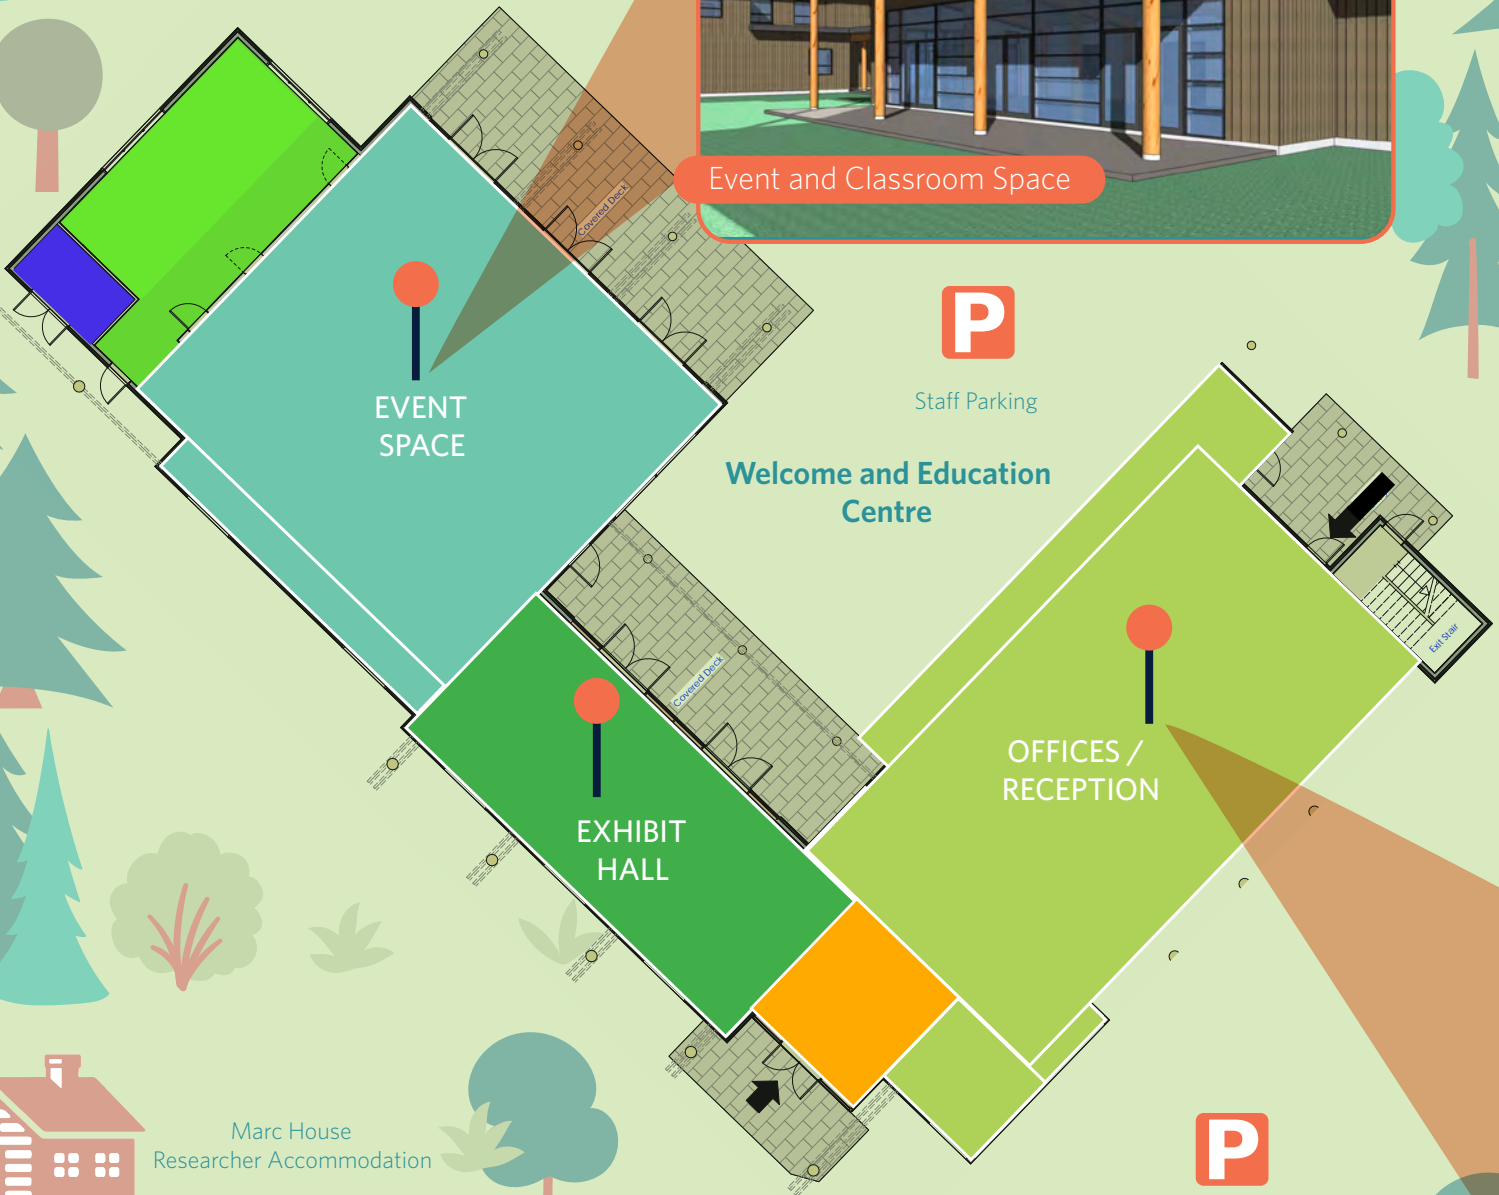 Event and Classroom Space
Covered Deck
P
Staff Parking
EVENT
SPACE
Welcome and Education
Centre
Covered Deck
Exit Stair
OFFICES /
RECEPTION
EXHIBIT
HALL
P
Marc House
Researcher Accommodation